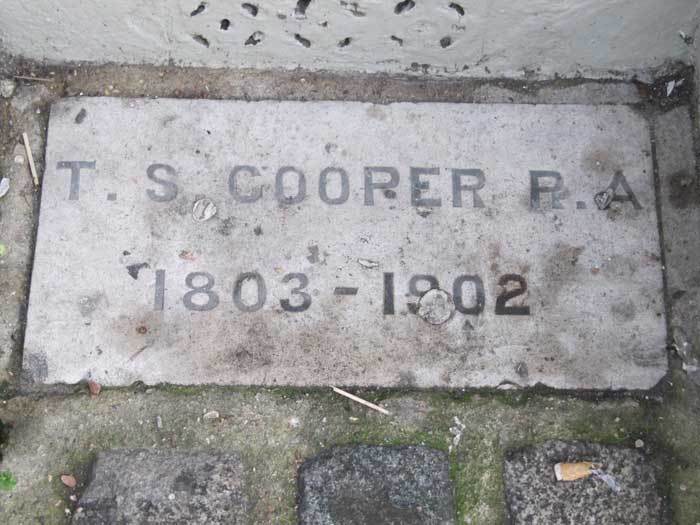 T. S. COOPER R.A
1803 - 1902